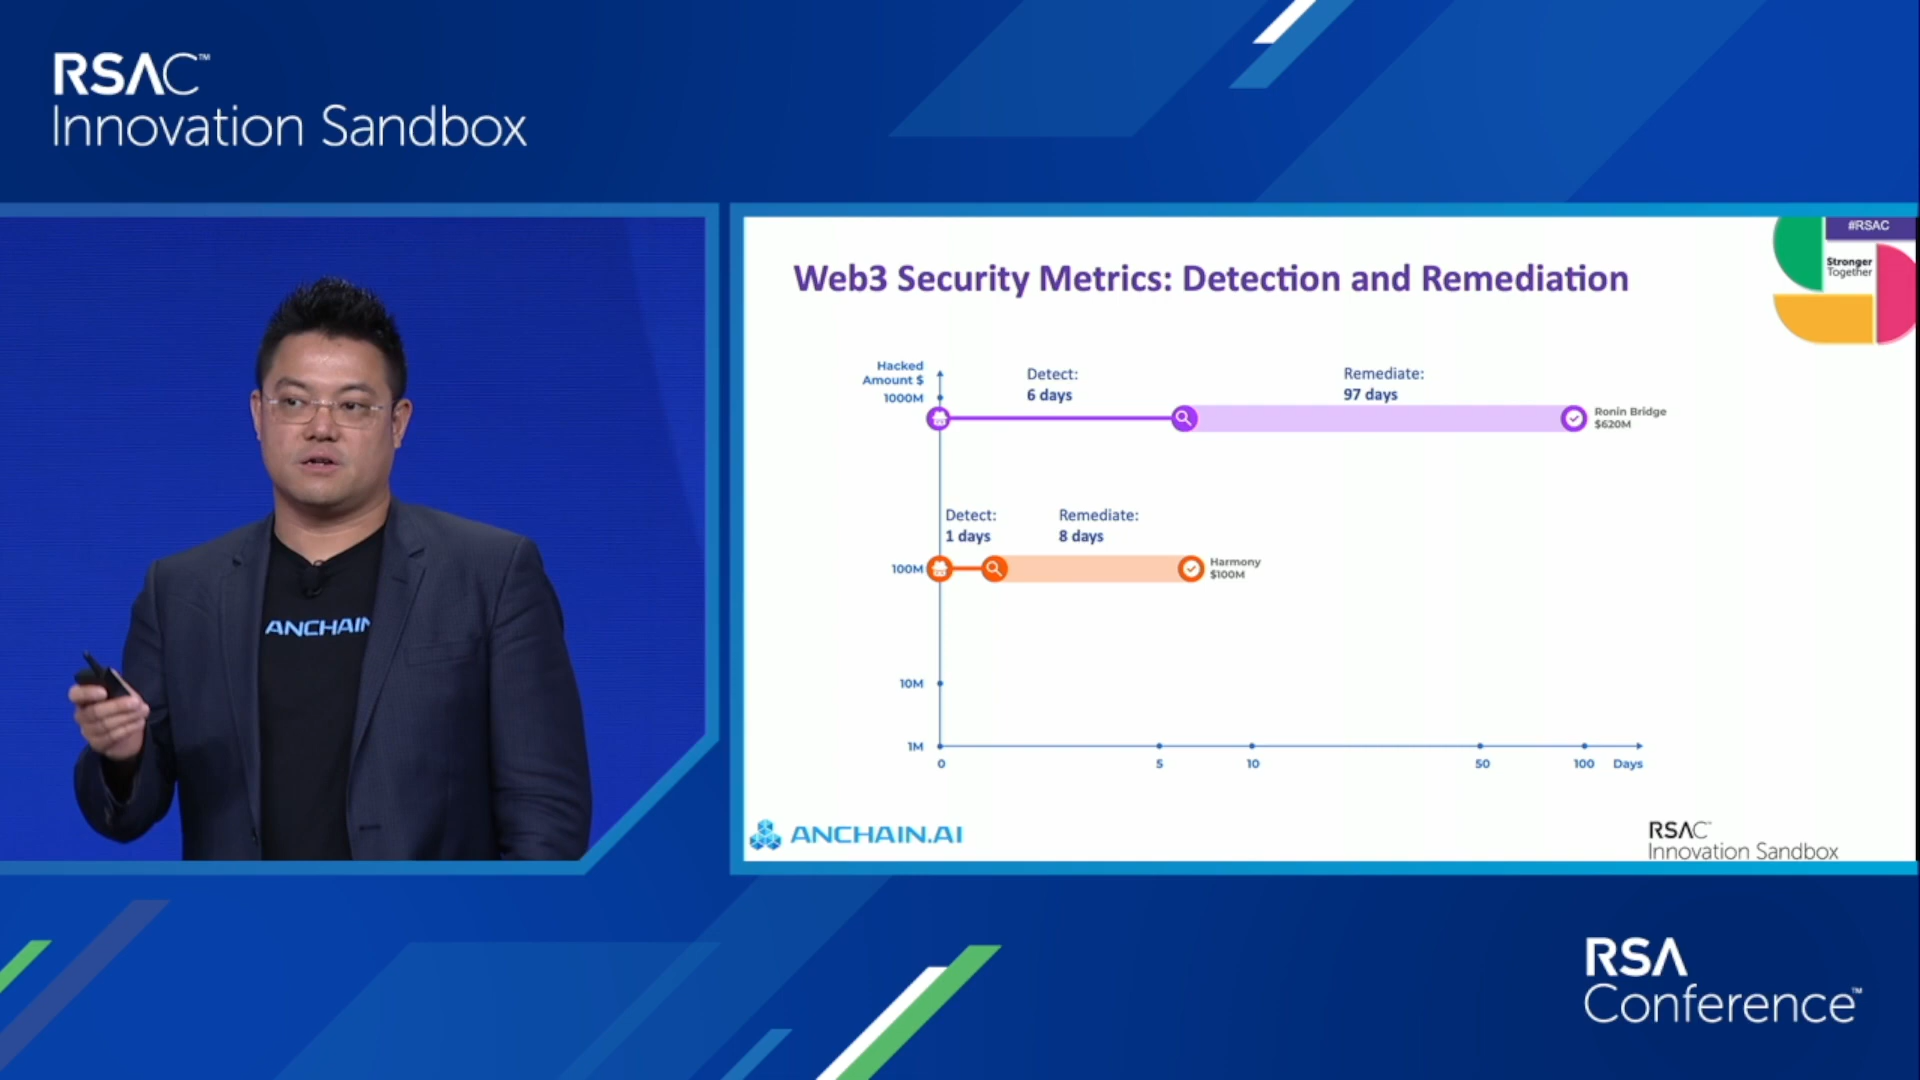 RSAC™
Innovation Sandbox
ANCHAIN
#RSAC
Stronger
Together
Web3 Security Metrics: Detection and Remediation
Hacked
Amount $
1000M
Detect:
6 days
Remediate:
97 days
Ronin Bridge
$620M
Detect:
1 days
Remediate:
8 days
100M
Harmony
$100M
10M
1M
0 5 10 50 100 Days
ANCHAIN.AI
RSAC™
Innovation Sandbox
RSA
Conference™